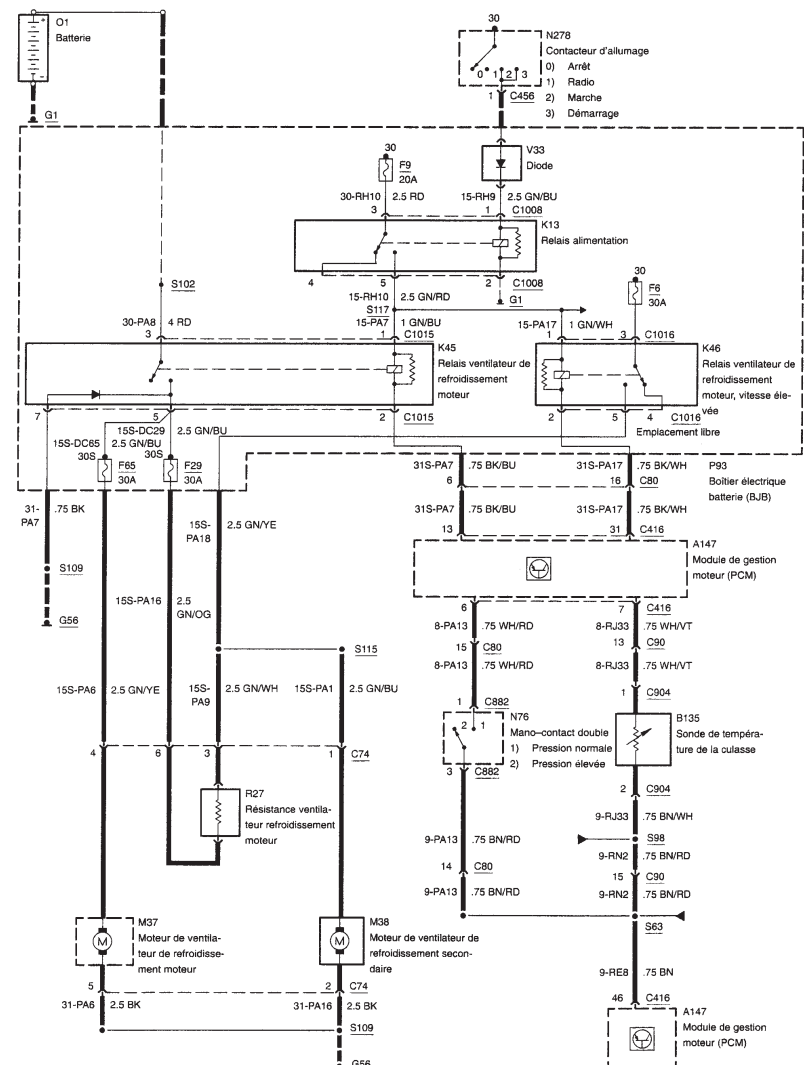 O1
Batterie
G1
30
N278
Contacteur d'allumage
0) Arrêt
1) Radio
2) Marche
3) Démarrage
0 1 2 3
1 C456
V33
Diode
30
F9
20A
30-RH10 2.5 RD
15-RH9 2.5 GN/BU
3 1 C1008
K13
Relais alimentation
4 5 2 C1008
G1
S102
15-RH10 2.5 GN/RD
S117
30
F6
30A
30-PA8 4 RD
15-PA7 1 GN/BU
15-PA17 1 GN/WH
3 1 C1015
1 3 C1016
K45
Relais ventilateur de
refroidissement
moteur
K46
Relais ventilateur de
refroidissement
moteur, vitesse éle-
vée
7 5 2 C1015
2 5 4 C1016
Emplacement libre
15S-DC29 2.5 GN/BU
15S-DC65 2.5 GN/BU
30S 30S
F65
30A
F29
30A
31S-PA7 .75 BK/BU
31S-PA17 .75 BK/WH
6 16 C80
P93
Boîtier électrique
batterie (BJB)
31-
PA7
.75 BK
15S-
PA18
2.5 GN/YE
31S-PA7 .75 BK/BU
31S-PA17 .75 BK/WH
13 31 C416
A147
Module de gestion
moteur (PCM)
S109
G56
15S-PA16 2.5
GN/OG
6 7 C416
8-PA13 .75 WH/RD
8-RJ33 .75 WH/VT
15 C80
13 C90
8-PA13 .75 WH/RD
8-RJ33 .75 WH/VT
S115
15S-PA6 2.5 GN/YE
15S-
PA9
2.5 GN/WH
15S-PA1 2.5 GN/BU
1 C882
1 C904
N76
Mano-contact double
1) Pression normale
2) Pression élevée
2 1
B135
Sonde de tempéra-
ture de la culasse
4 6 3 1 C74
3 C882
2 C904
R27
Résistance ventila-
teur refroidissement
moteur
9-RJ33 .75 BN/WH
S98
9-PA13 .75 BN/RD
9-RN2 .75 BN/RD
14 C80
15 C90
9-PA13 .75 BN/RD
9-RN2 .75 BN/RD
S63
M37
Moteur de ventila-
teur de refroidisse-
ment moteur
M
M38
Moteur de ventilateur de
refroidissement secon-
daire
M
9-RE8 .75 BN
5 2 C74
31-PA6 2.5 BK
31-PA16 2.5 BK
46 C416
A147
Module de gestion
moteur (PCM)
S109
G56